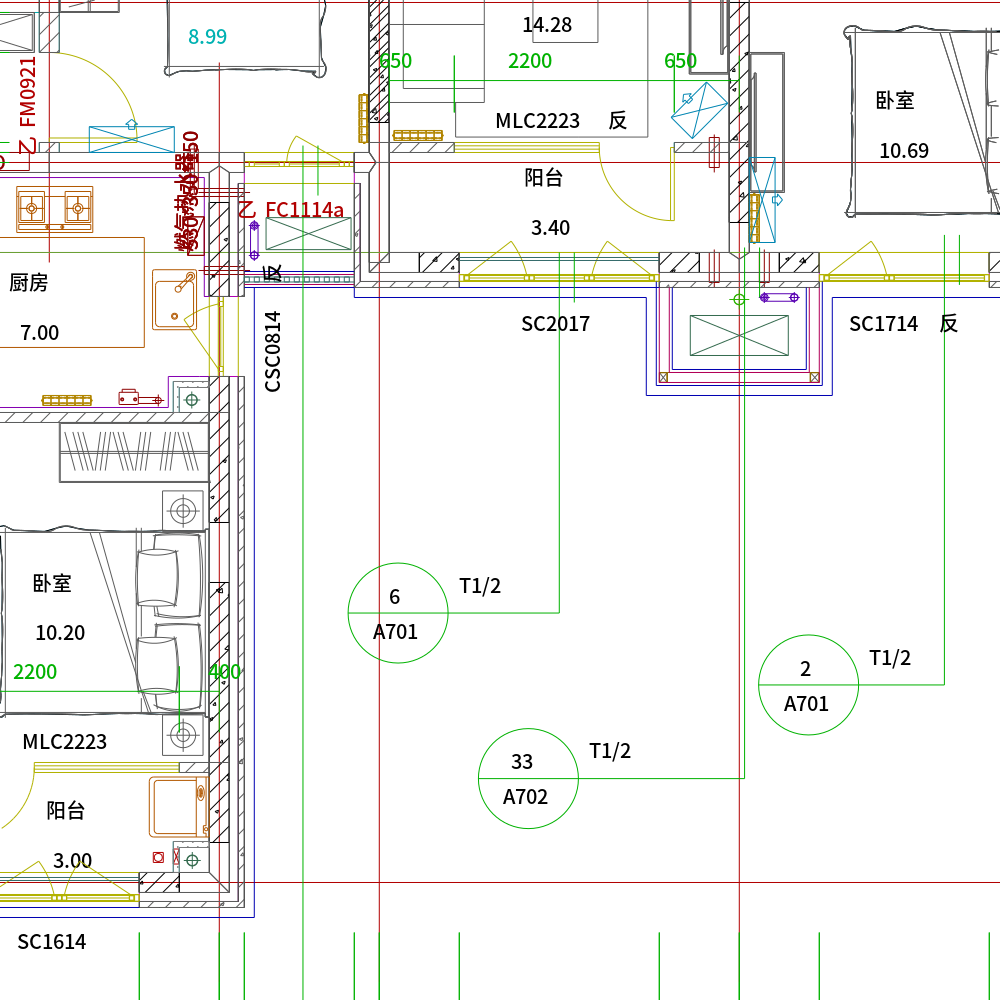 14.28
8.99
650
2200
650
乙 FM0921
卧室
MLC2223 反
10.69
阳台
乙 FC1114a
3.40
反
厨房
7.00
CSC0814
SC2017
SC1714 反
卧室
10.20
6
A701
T1/2
2200
400
2
A701
T1/2
MLC2223
33
A702
T1/2
阳台
3.00
SC1614